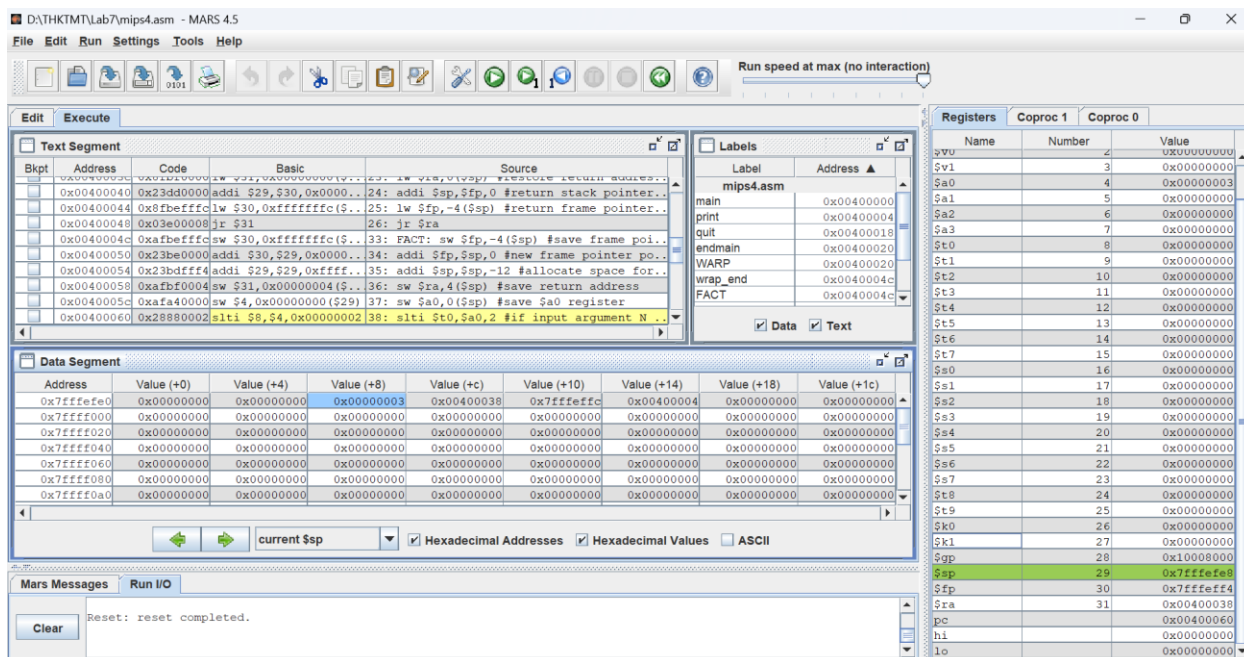 D:\THKTMT\Lab7\mips4.asm - MARS 4.5
File Edit Run Settings Tools Help
Run speed at max (no interaction)
Edit Execute
Text Segment
Bkpt Address Code Basic Source
0x00400040 0x23dd0000 addi $29,$30,0x0000.. 24: addi $sp,$fp,0 #return stack pointer..
0x00400044 0x8fbefffc lw $30,0xfffffffc($.. 25: lw $fp,-4($sp) #return frame pointer..
0x00400048 0x03e00008 jr $31 26: jr $ra
0x0040004c 0xafbefffc sw $30,0xfffffffc($.. 33: FACT: sw $fp,-4($sp) #save frame poi..
0x00400050 0x23be0000 addi $30,$29,0x0000.. 34: addi $fp,$sp,0 #new frame pointer po..
0x00400054 0x23bdfff4 addi $29,$29,0xffff.. 35: addi $sp,$sp,-12 #allocate space for..
0x00400058 0xafbf0004 sw $31,0x00000004($.. 36: sw $ra,4($sp) #save return address
0x0040005c 0xafa40000 sw $4,0x00000000($29) 37: sw $a0,0($sp) #save $a0 register
0x00400060 0x28880002 slti $8,$4,0x00000002 38: slti $t0,$a0,2 #if input argument N ..
Labels
Label Address ▲
mips4.asm
main 0x00400000
print 0x00400004
quit 0x00400018
endmain 0x00400020
WARP 0x00400020
wrap_end 0x0040004c
FACT 0x0040004c
Data Text
Data Segment
Address Value (+0) Value (+4) Value (+8) Value (+c) Value (+10) Value (+14) Value (+18) Value (+1c)
0x7fffefe0 0x00000000 0x00000000 0x00000003 0x00400038 0x7fffeffc 0x00400004 0x00000000 0x00000000
0x7ffff000 0x00000000 0x00000000 0x00000000 0x00000000 0x00000000 0x00000000 0x00000000 0x00000000
0x7ffff020 0x00000000 0x00000000 0x00000000 0x00000000 0x00000000 0x00000000 0x00000000 0x00000000
0x7ffff040 0x00000000 0x00000000 0x00000000 0x00000000 0x00000000 0x00000000 0x00000000 0x00000000
0x7ffff060 0x00000000 0x00000000 0x00000000 0x00000000 0x00000000 0x00000000 0x00000000 0x00000000
0x7ffff080 0x00000000 0x00000000 0x00000000 0x00000000 0x00000000 0x00000000 0x00000000 0x00000000
0x7ffff0a0 0x00000000 0x00000000 0x00000000 0x00000000 0x00000000 0x00000000 0x00000000 0x00000000
current $sp Hexadecimal Addresses Hexadecimal Values ASCII
Mars Messages Run I/O
Clear
Reset: reset completed.
Registers Coproc 1 Coproc 0
Name Number Value
$v0 2 0x00000000
$v1 3 0x00000000
$a0 4 0x00000003
$a1 5 0x00000000
$a2 6 0x00000000
$a3 7 0x00000000
$t0 8 0x00000000
$t1 9 0x00000000
$t2 10 0x00000000
$t3 11 0x00000000
$t4 12 0x00000000
$t5 13 0x00000000
$t6 14 0x00000000
$t7 15 0x00000000
$s0 16 0x00000000
$s1 17 0x00000000
$s2 18 0x00000000
$s3 19 0x00000000
$s4 20 0x00000000
$s5 21 0x00000000
$s6 22 0x00000000
$s7 23 0x00000000
$t8 24 0x00000000
$t9 25 0x00000000
$k0 26 0x00000000
$k1 27 0x00000000
$gp 28 0x10008000
$sp 29 0x7fffefe8
$fp 30 0x7fffeff4
$ra 31 0x00400038
pc 0x00400060
hi 0x00000000
lo 0x00000000